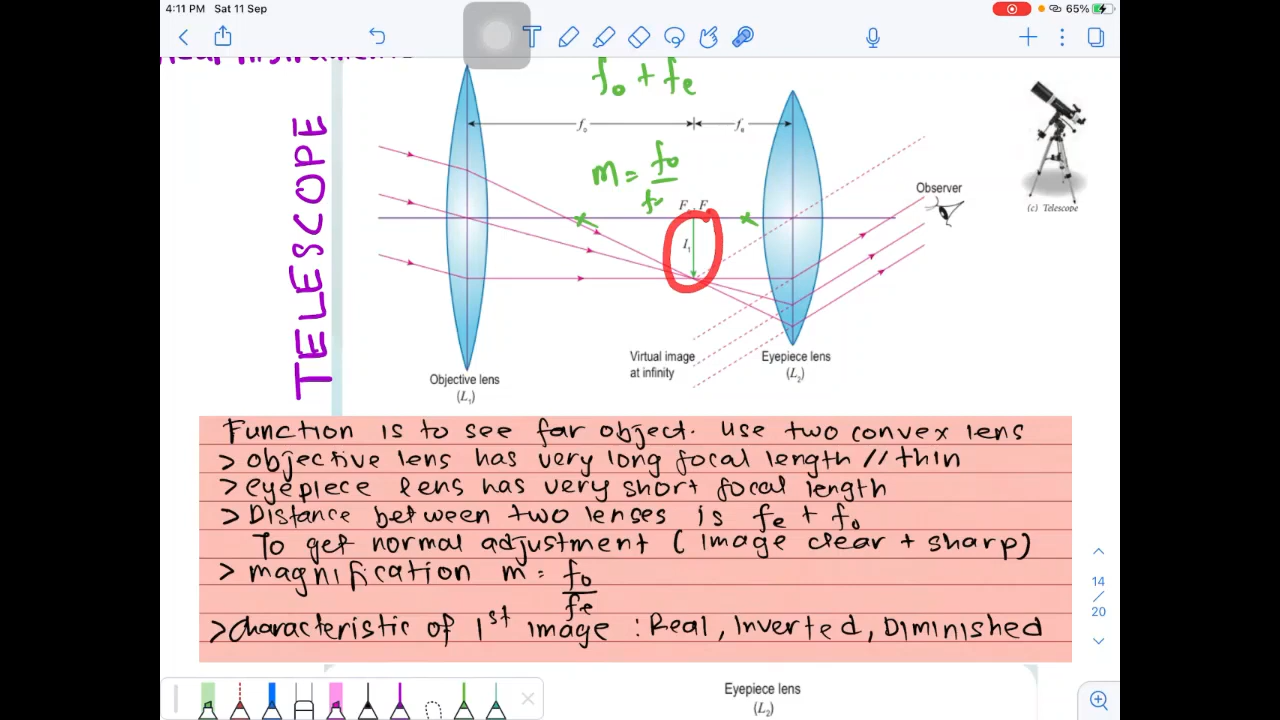 4:11 PM Sat 11 Sep
65%
f₀ + fₑ
TELESCOPE
f₀
fₑ
m = f₀
Observer
(c) Telescope
I₁
Virtual image
at infinity
Eyepiece lens
(L₂)
Objective lens
(L₁)
Function is to see far object. Use two convex lens
> objective lens has very long focal length // thin
> eyepiece lens has very short focal length
> Distance between two lenses is fₑ + f₀
To get normal adjustment ( image clear + sharp)
> magnification m = f₀
fₑ
> characteristic of 1st image : Real, Inverted, Diminished
14
/
20
Eyepiece lens
(L₂)